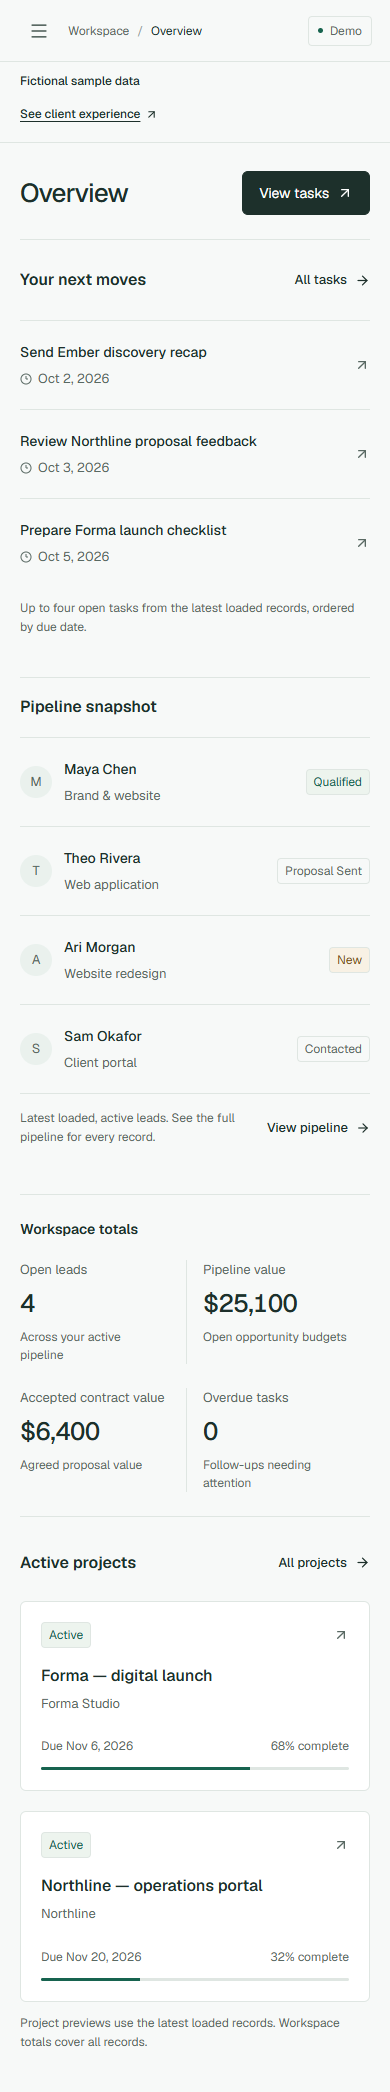 Workspace / Overview
Demo
Fictional sample data
See client experience
Overview
View tasks
Your next moves
All tasks
Send Ember discovery recap
Oct 2, 2026
Review Northline proposal feedback
Oct 3, 2026
Prepare Forma launch checklist
Oct 5, 2026
Up to four open tasks from the latest loaded records, ordered
by due date.
Pipeline snapshot
M
Maya Chen
Brand & website
Qualified
T
Theo Rivera
Web application
Proposal Sent
A
Ari Morgan
Website redesign
New
S
Sam Okafor
Client portal
Contacted
Latest loaded, active leads. See the full
pipeline for every record.
View pipeline
Workspace totals
Open leads
4
Across your active
pipeline
Pipeline value
$25,100
Open opportunity budgets
Accepted contract value
$6,400
Agreed proposal value
Overdue tasks
0
Follow-ups needing
attention
Active projects
All projects
Active
Forma — digital launch
Forma Studio
Due Nov 6, 2026
68% complete
Active
Northline — operations portal
Northline
Due Nov 20, 2026
32% complete
Project previews use the latest loaded records. Workspace
totals cover all records.